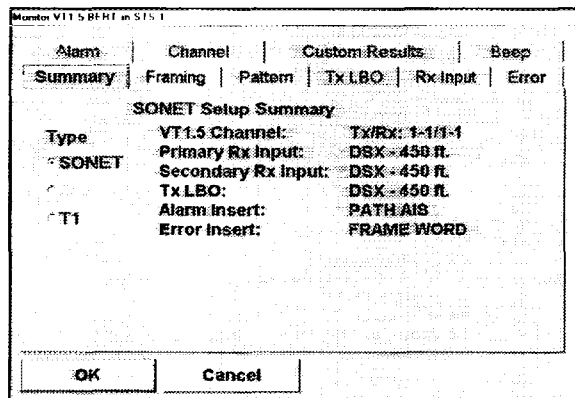 Monitor VT1.5 BERT in STS 1
Alarm Channel Custom Results Beep
Summary Framing Pattern Tx LBO Rx Input Error
SONET Setup Summary
Type
SONET
T1
VT1.5 Channel: Tx/Rx: 1-1/1-1
Primary Rx Input: DSX - 450 ft.
Secondary Rx Input: DSX - 450 ft.
Tx LBO: DSX - 450 ft.
Alarm Insert: PATH AIS
Error Insert: FRAME WORD
OK Cancel